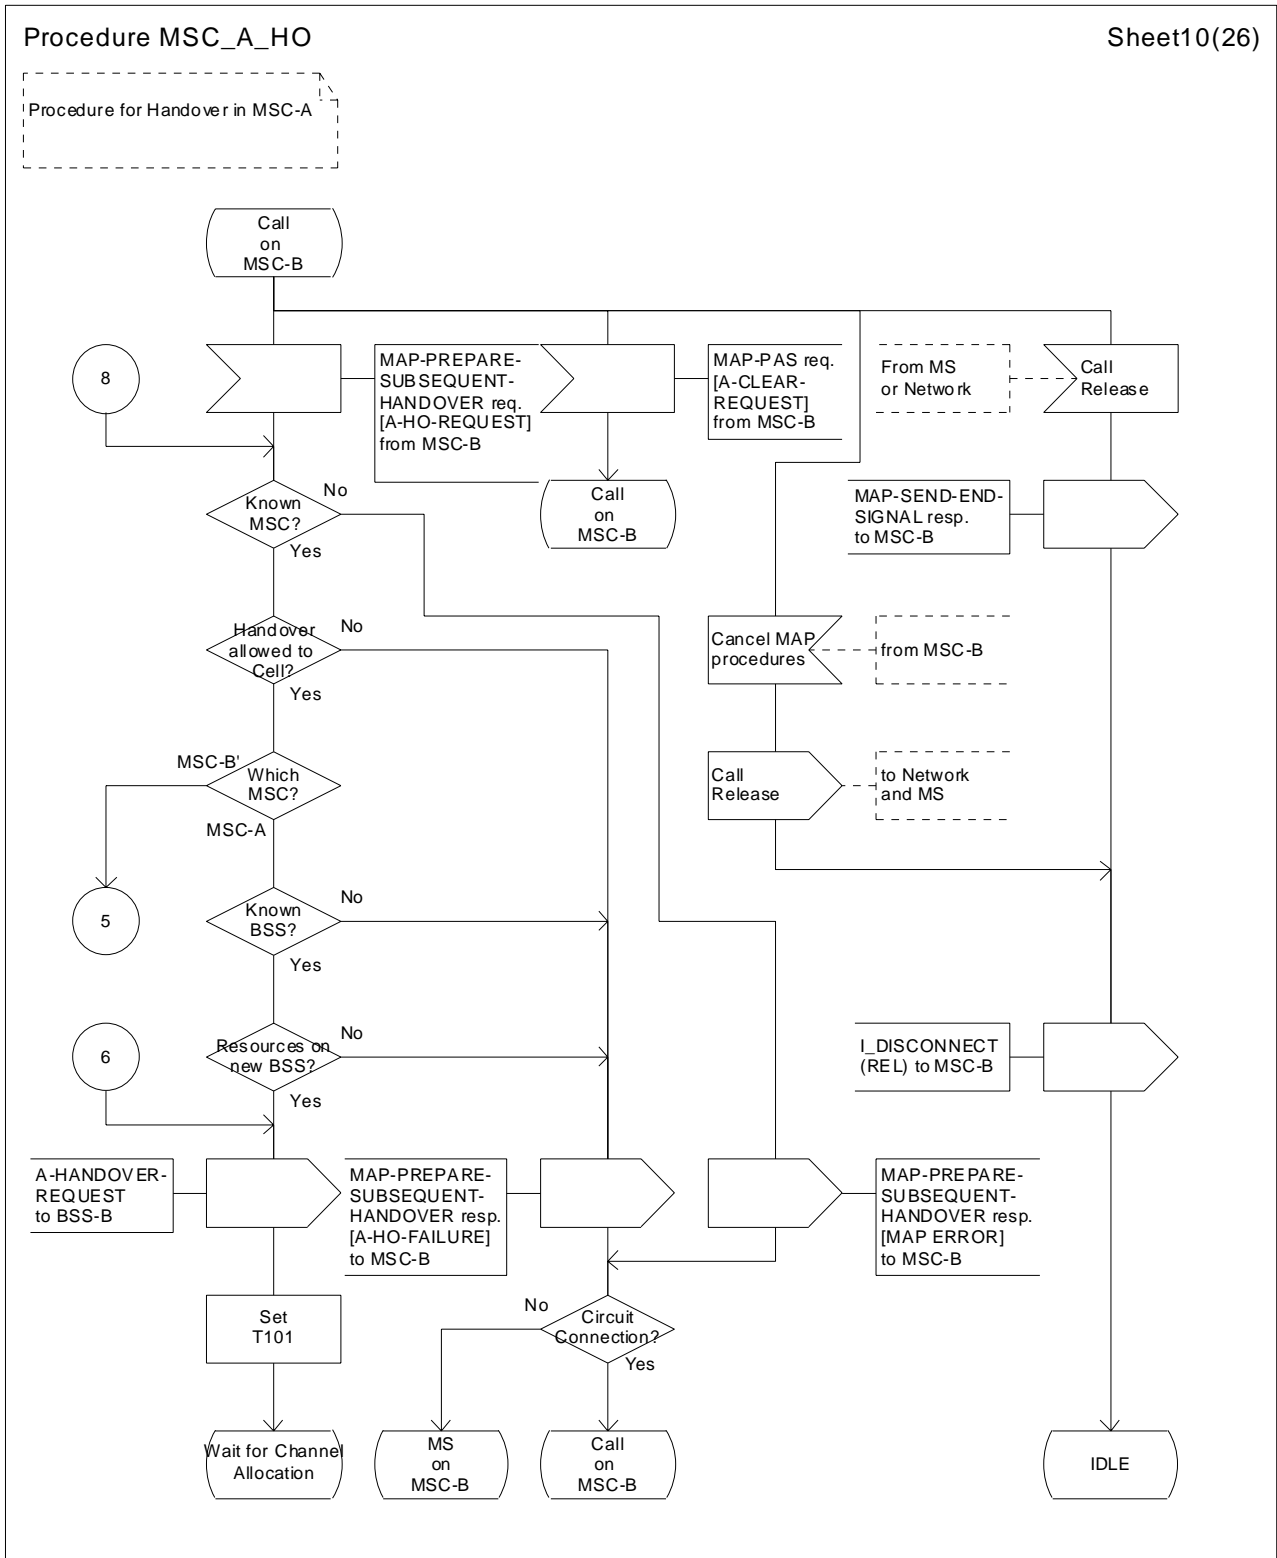 Procedure MSC_A_HO
Sheet10(26)
Procedure for Handover in MSC-A
Call
on
MSC-B
8
MAP-PREPARE-
SUBSEQUENT-
HANDOVER req.
[A-HO-REQUEST]
from MSC-B
MAP-PAS req.
[A-CLEAR-
REQUEST]
from MSC-B
From MS
or Network
Call
Release
Known
MSC?
No
Yes
Call
on
MSC-B
MAP-SEND-END-
SIGNAL resp.
to MSC-B
Handover
allowed to
Cell?
No
Yes
Cancel MAP
procedures
from MSC-B
MSC-B'
Which
MSC?
MSC-A
Call
Release
to Network
and MS
5
Known
BSS?
No
Yes
6
Resources on
new BSS?
No
Yes
I_DISCONNECT
(REL) to MSC-B
A-HANDOVER-
REQUEST
to BSS-B
MAP-PREPARE-
SUBSEQUENT-
HANDOVER resp.
[A-HO-FAILURE]
to MSC-B
MAP-PREPARE-
SUBSEQUENT-
HANDOVER resp.
[MAP ERROR]
to MSC-B
Set
T101
No
Circuit
Connection?
Yes
Wait for Channel
Allocation
MS
on
MSC-B
Call
on
MSC-B
IDLE